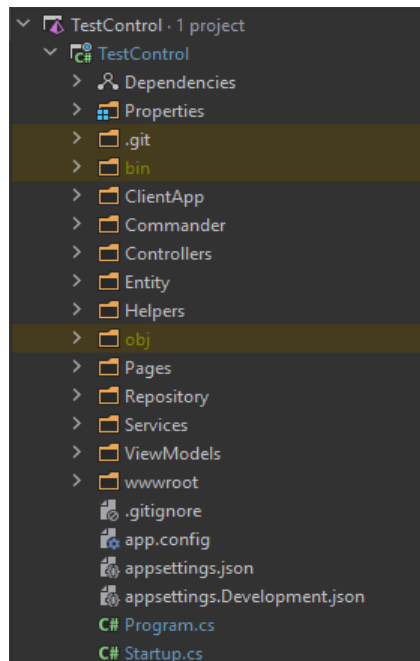 TestControl · 1 project
C# TestControl
Dependencies
Properties
.git
bin
ClientApp
Commander
Controllers
Entity
Helpers
obj
Pages
Repository
Services
ViewModels
wwwroot
.gitignore
app.config
appsettings.json
appsettings.Development.json
C# Program.cs
C# Startup.cs